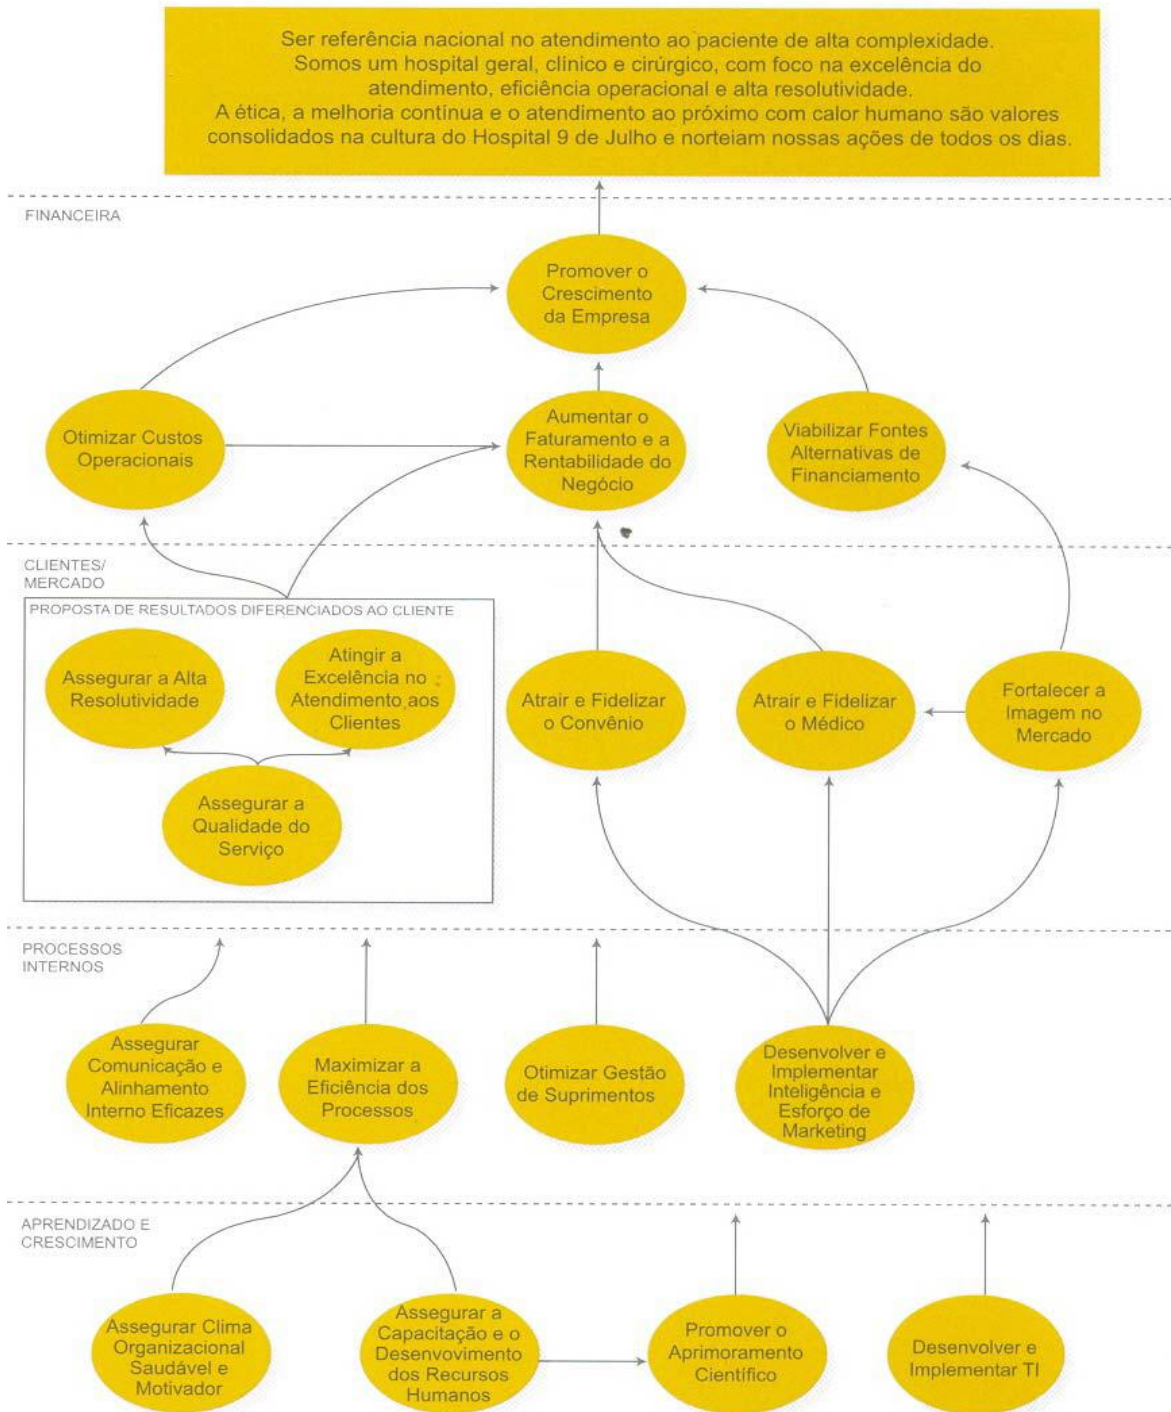 Ser referência nacional no atendimento ao paciente de alta complexidade.
Somos um hospital geral, clínico e cirúrgico, com foco na excelência do
atendimento, eficiência operacional e alta resolutividade.
A ética, a melhoria contínua e o atendimento ao próximo com calor humano são valores
consolidados na cultura do Hospital 9 de Julho e norteiam nossas ações de todos os dias.
FINANCEIRA
Promover o
Crescimento
da Empresa
Otimizar Custos
Operacionais
Aumentar o
Faturamento e a
Rentabilidade do
Negócio
Viabilizar Fontes
Alternativas de
Financiamento
CLIENTES/
MERCADO
PROPOSTA DE RESULTADOS DIFERENCIADOS AO CLIENTE
Assegurar a Alta
Resolutividade
Atingir a
Excelência no
Atendimento aos
Clientes
Assegurar a
Qualidade do
Serviço
Atrair e Fidelizar
o Convênio
Atrair e Fidelizar
o Médico
Fortalecer a
Imagem no
Mercado
PROCESSOS
INTERNOS
Assegurar
Comunicação e
Alinhamento
Interno Eficazes
Maximizar a
Eficiência dos
Processos
Otimizar Gestão
de Suprimentos
Desenvolver e
Implementar
Inteligência e
Esforço de
Marketing
APRENDIZADO E
CRESCIMENTO
Assegurar Clima
Organizacional
Saudável e
Motivador
Assegurar a
Capacitação e o
Desenvovimento
dos Recursos
Humanos
Promover o
Aprimoramento
Científico
Desenvolver e
Implementar TI